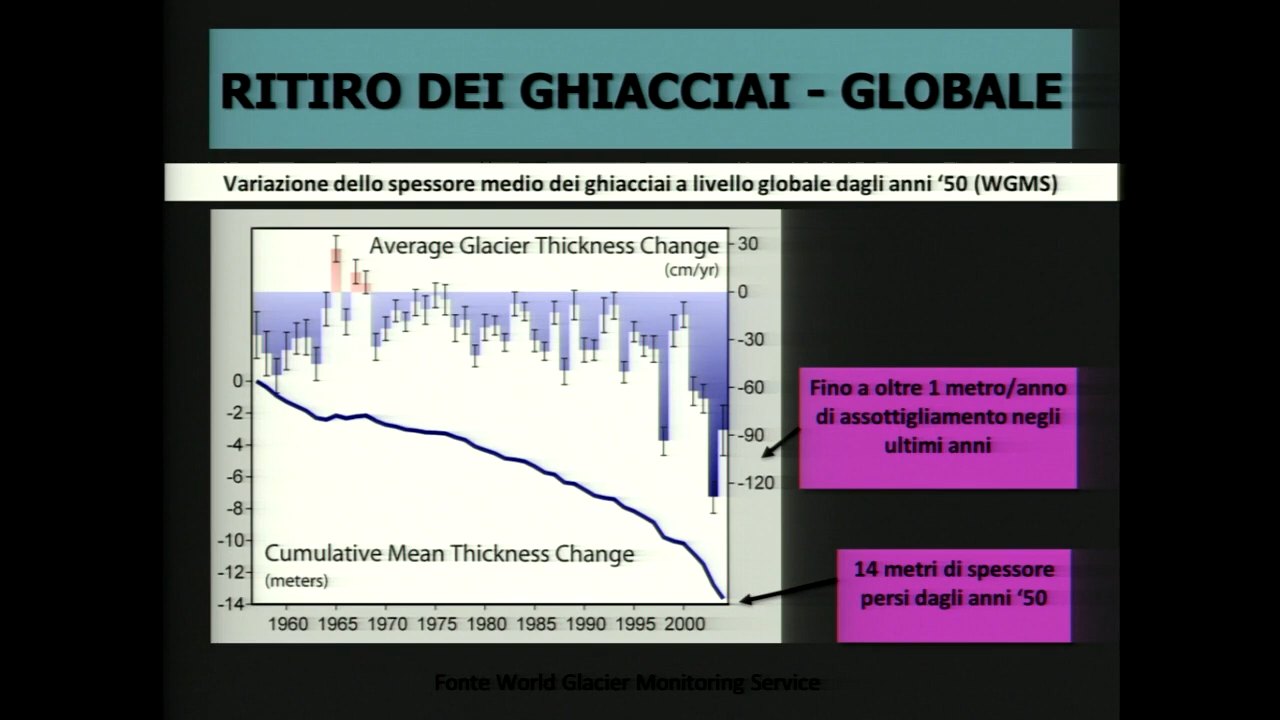 RITIRO DEI GHIACCIAI - GLOBALE
Variazione dello spessore medio dei ghiacciai a livello globale dagli anni ‘50 (WGMS)
Average Glacier Thickness Change
(cm/yr)
30
0
-30
-60
-90
-120
0
-2
-4
-6
-8
-10
-12
-14
Cumulative Mean Thickness Change
(meters)
1960 1965 1970 1975 1980 1985 1990 1995 2000
Fino a oltre 1 metro/anno
di assottigliamento negli
ultimi anni
14 metri di spessore
persi dagli anni ‘50
Fonte World Glacier Monitoring Service